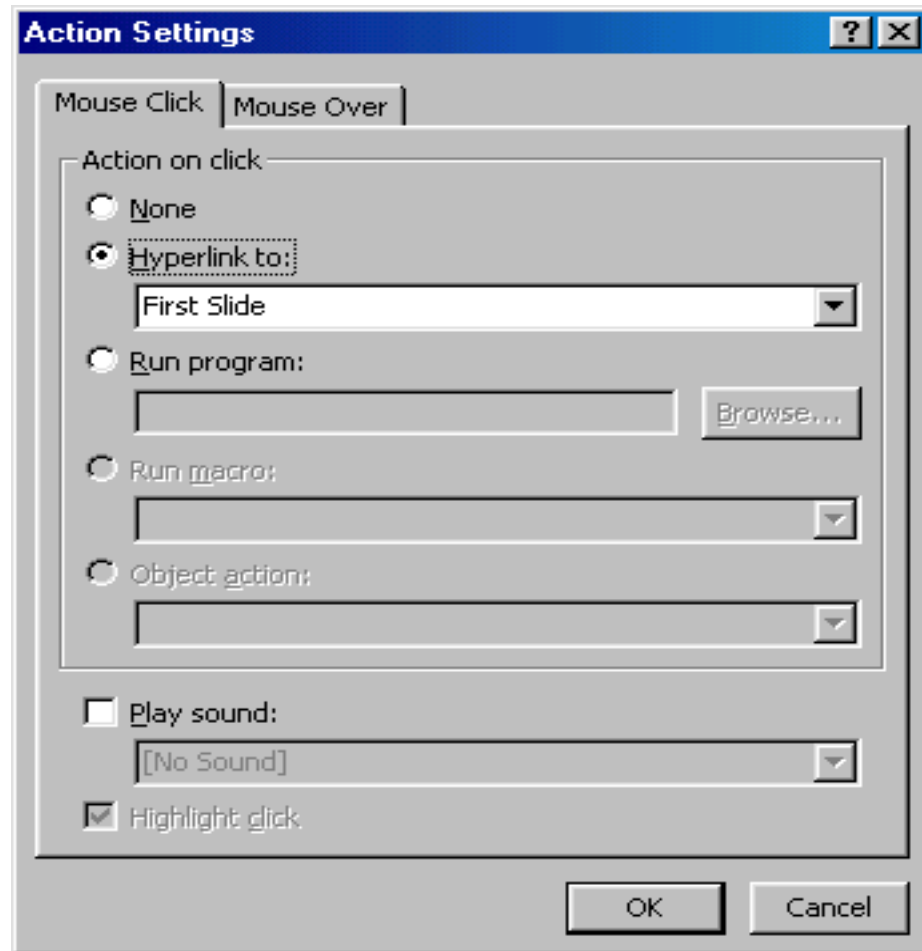 Action Settings
Mouse Click Mouse Over
Action on click
None
Hyperlink to:
First Slide
Run program:
Browse...
Run macro:
Object action:
Play sound:
[No Sound]
Highlight click
OK Cancel